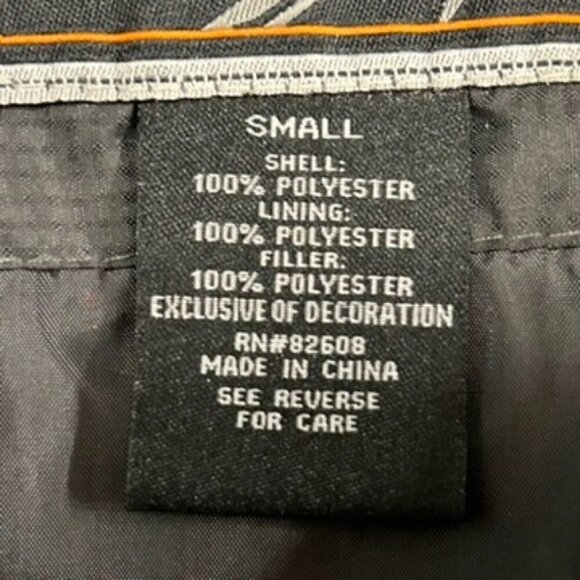 SMALL
SHELL:
100% POLYESTER
LINING:
100% POLYESTER
FILLER:
100% POLYESTER
EXCLUSIVE OF DECORATION
RN#82608
MADE IN CHINA
SEE REVERSE
FOR CARE